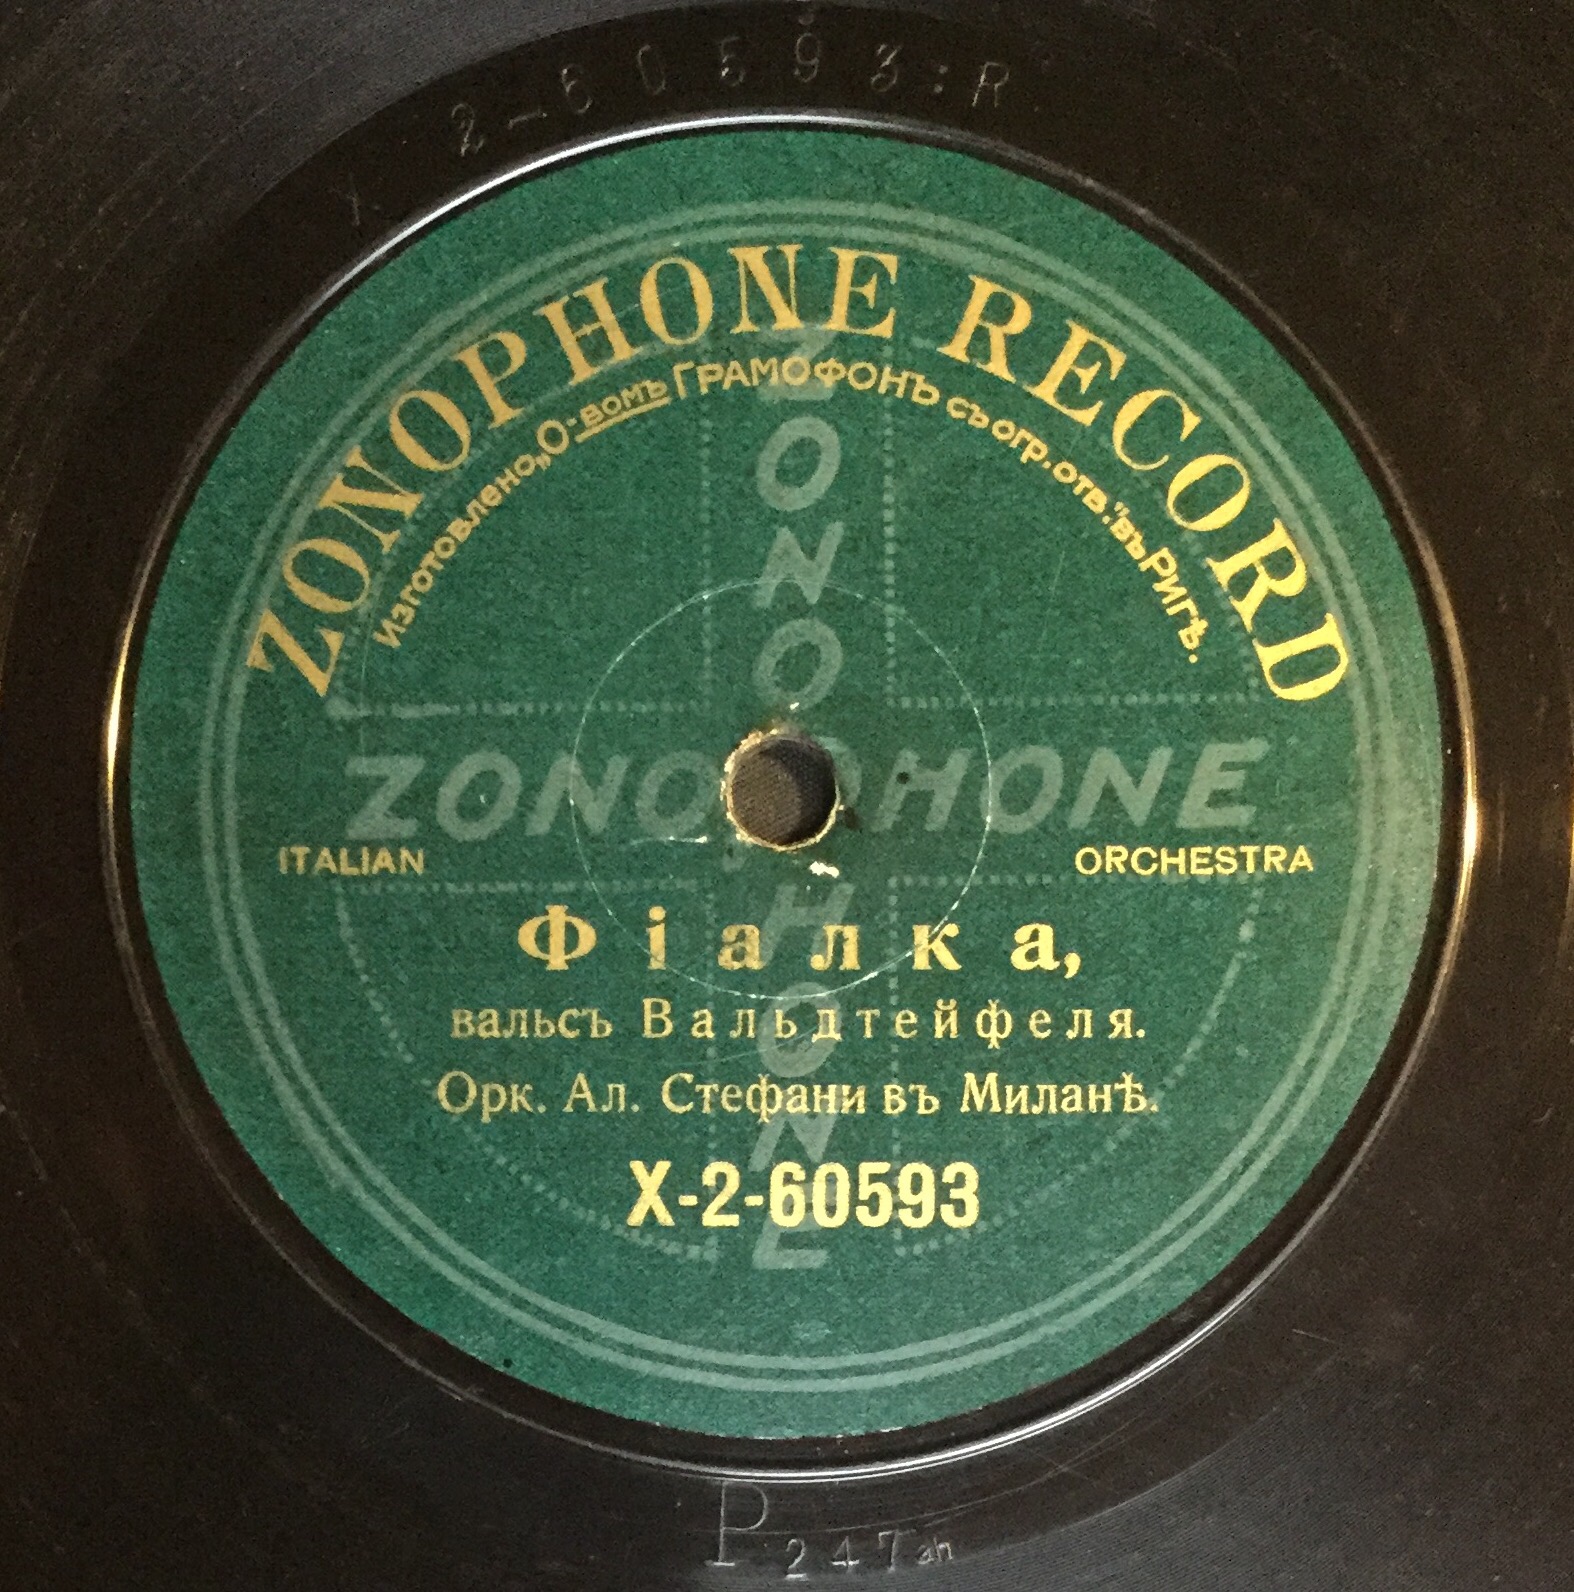 2-60593:R
ZONOPHONE RECORD
Изготовлено „О-вомъ ГРАМОФОНЪ съ огр. отв." въ Ригѣ.
ZONOPHONE
ZONOPHONE
ITALIAN ORCHESTRA
Фіалка,
вальсъ Вальдтейфеля.
Орк. Ал. Стефани въ Миланѣ.
X-2-60593
P 247ah